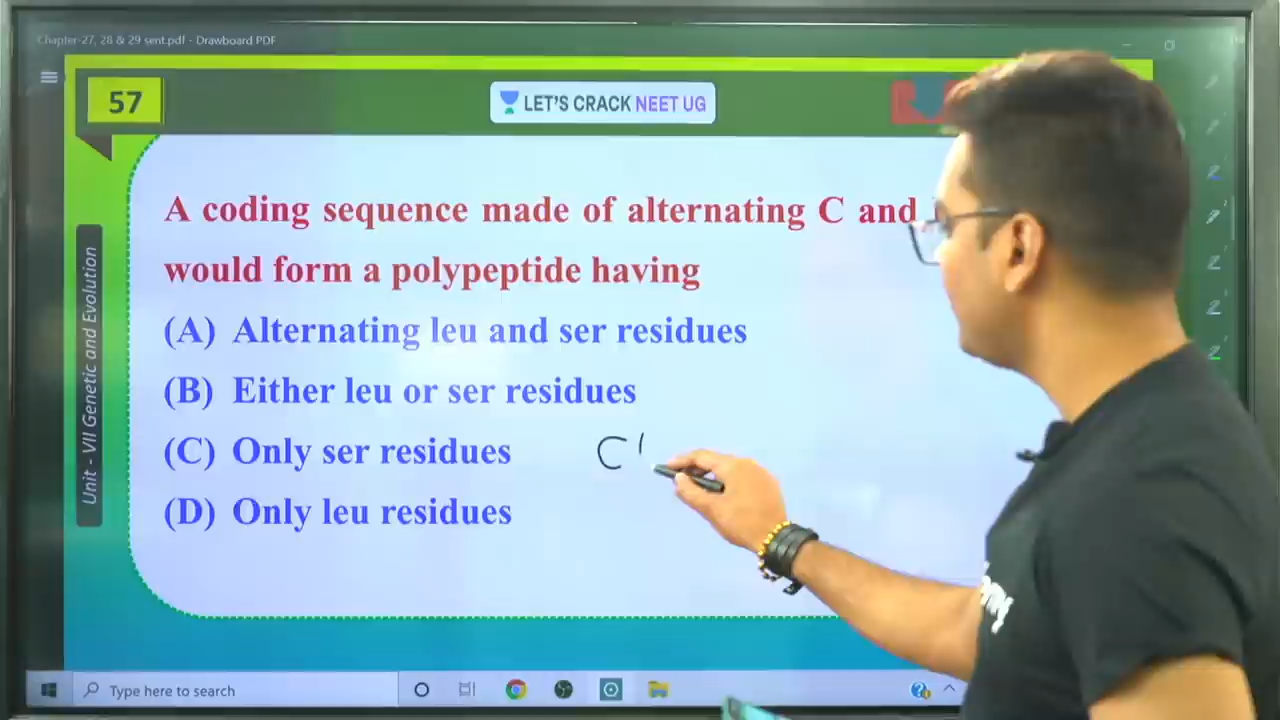 Chapter-27, 28 & 29 sent.pdf - Drawboard PDF
57
LET'S CRACK NEET UG
A coding sequence made of alternating C and
would form a polypeptide having
(A) Alternating leu and ser residues
(B) Either leu or ser residues
(C) Only ser residues
(D) Only leu residues
C
Unit - VII Genetic and Evolution
Type here to search